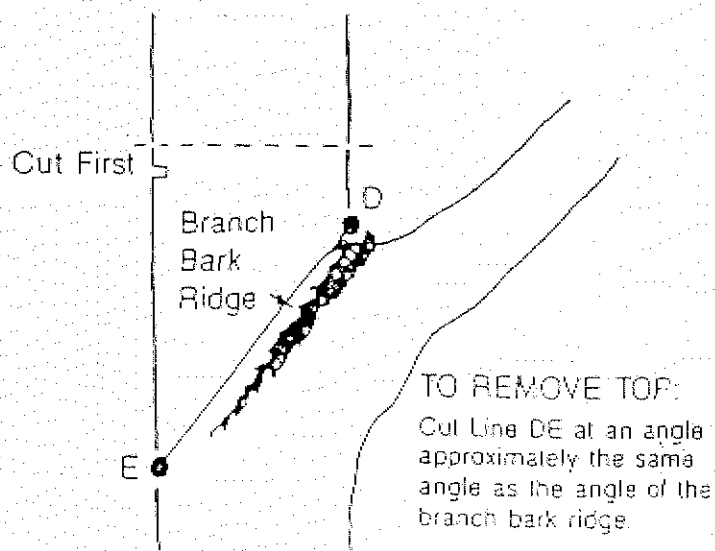 Cut First
D
Branch
Bark
Ridge
E
TO REMOVE TOP:
Cut Line DE at an angle
approximately the same
angle as the angle of the
branch bark ridge.